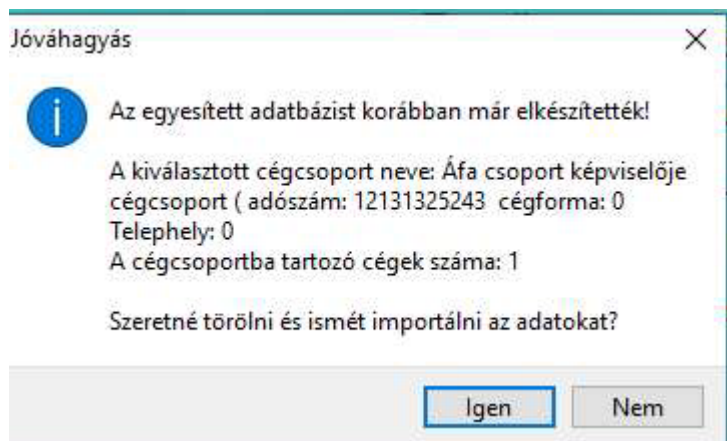 Jóváhagyás
Az egyesített adatbázist korábban már elkészítették!
A kiválasztott cégcsoport neve: Áfa csoport képviselője
cégcsoport ( adószám: 12131325243 cégforma: 0
Telephely: 0
A cégcsoportba tartozó cégek száma: 1
Szeretné törölni és ismét importálni az adatokat?
Igen
Nem